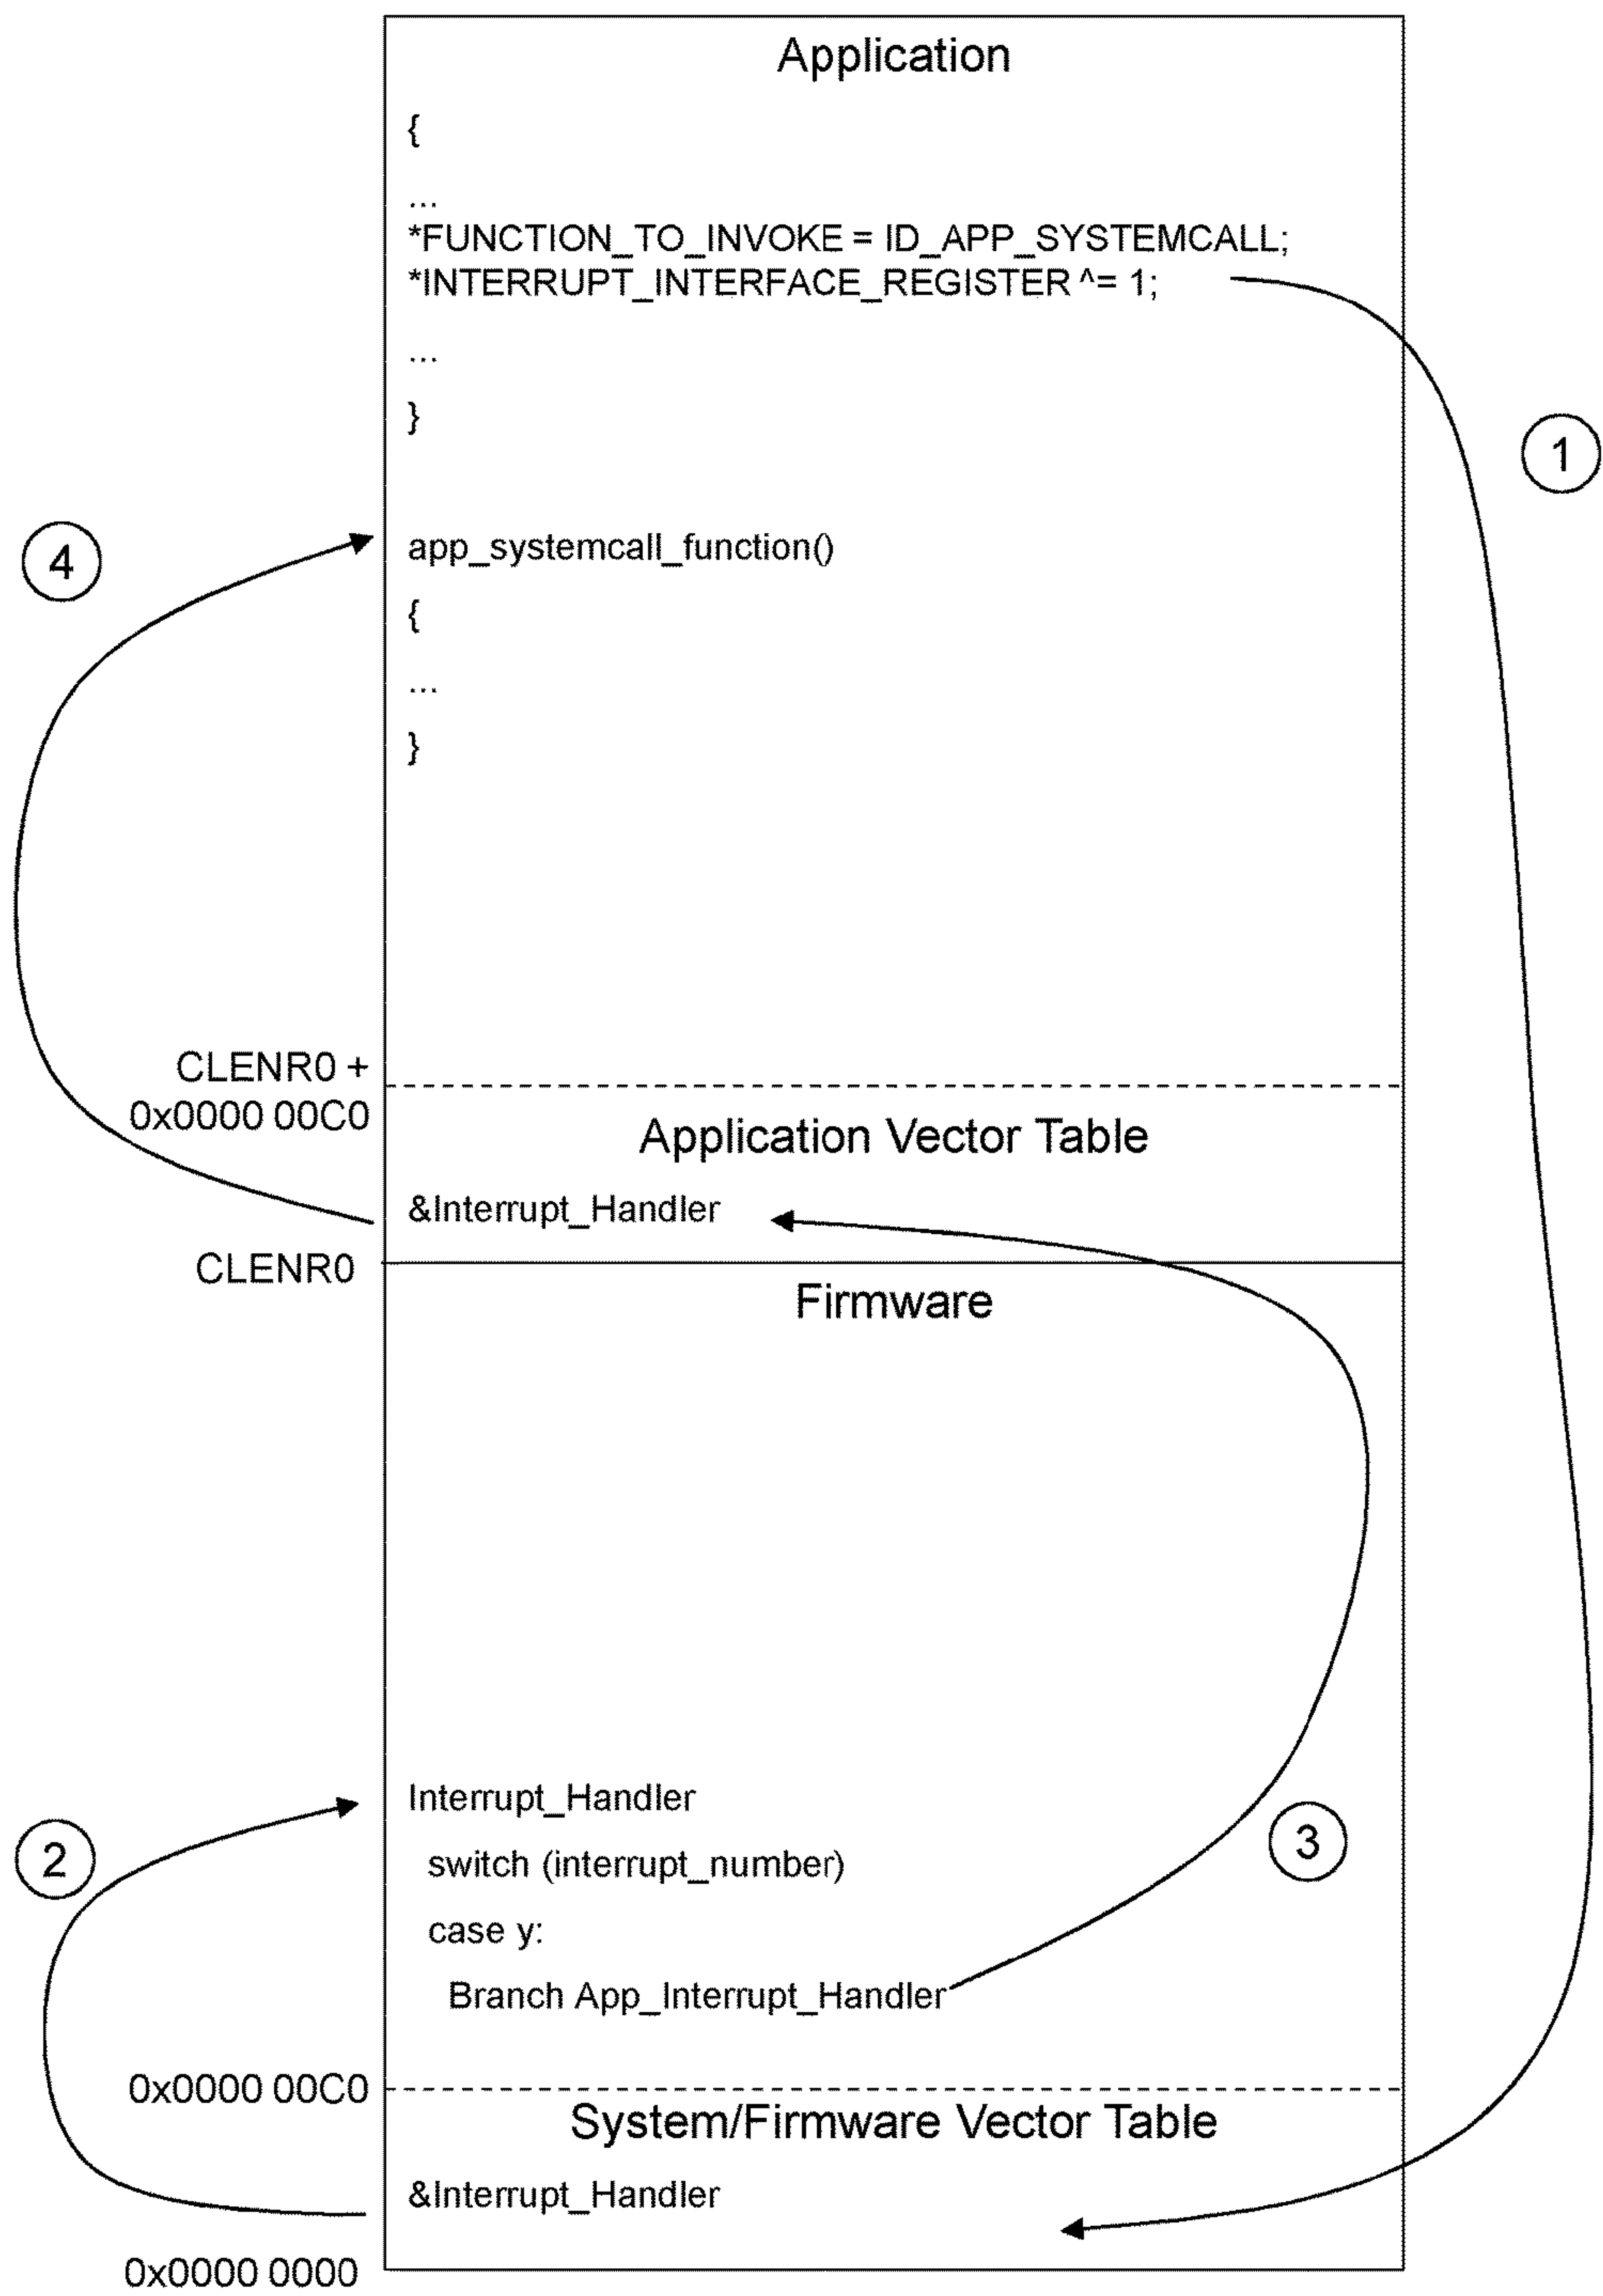 Application
{
...
*FUNCTION_TO_INVOKE = ID_APP_SYSTEMCALL;
*INTERRUPT_INTERFACE_REGISTER ^= 1;
...
}
1
4
app_systemcall_function()
{
...
}
CLENR0 +
0x0000 00C0
Application Vector Table
&Interrupt_Handler
CLENR0
Firmware
Interrupt_Handler
2
3
switch (interrupt_number)
case y:
Branch App_Interrupt_Handler
0x0000 00C0
System/Firmware Vector Table
&Interrupt_Handler
0x0000 0000